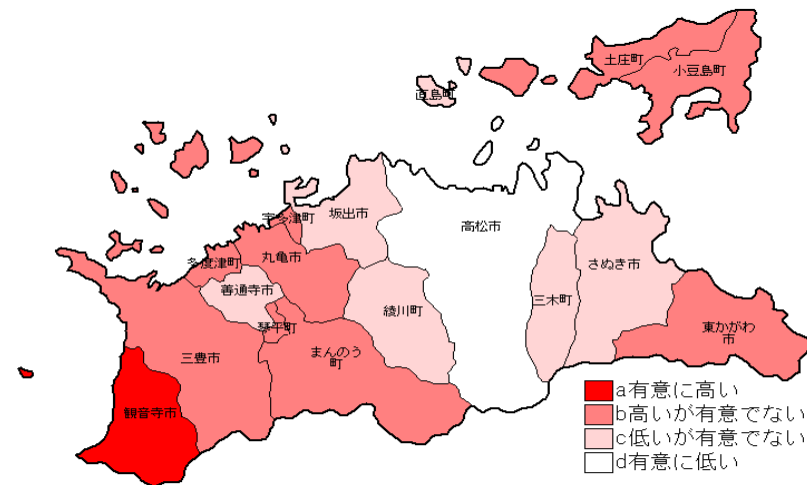 土庄町
小豆島町
直島町
宇多津町
坂出市
高松市
多度津町
丸亀市
さぬき市
善通寺市
綾川町
三木町
琴平町
東かがわ
市
三豊市
まんのう
町
観音寺市
a有意に高い
b高いが有意でない
c低いが有意でない
d有意に低い